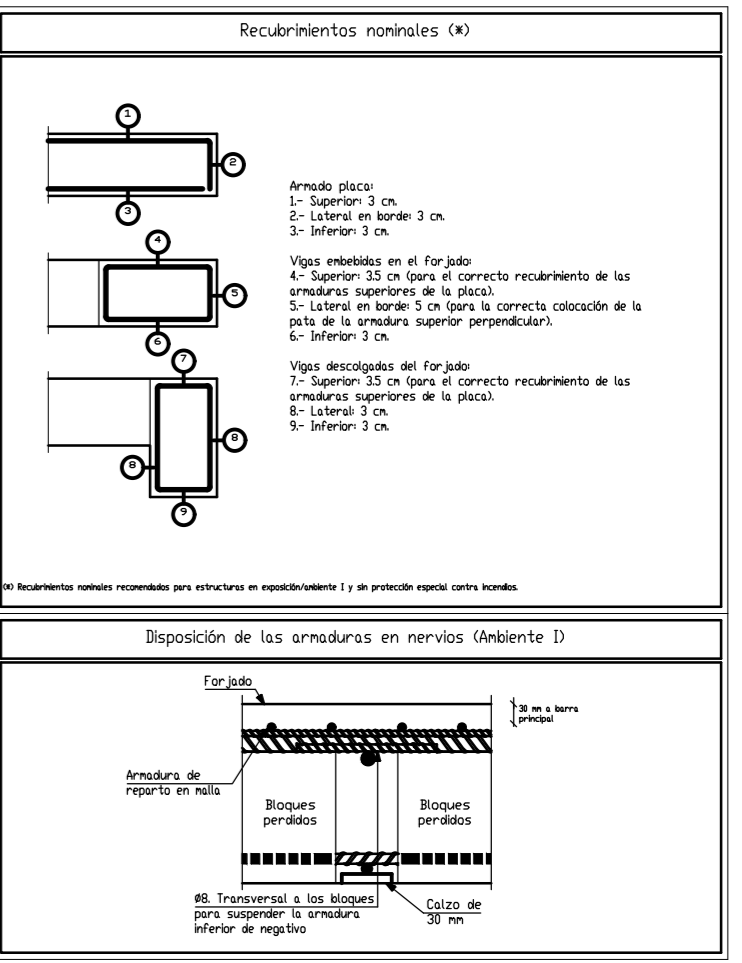 Recubrimientos nominales (*)
1
2
3
4
5
6
7
8
8
9
Armado placa:
1.- Superior: 3 cm.
2.- Lateral en borde: 3 cm.
3.- Inferior: 3 cm.
Vigas embebidas en el forjado:
4.- Superior: 3.5 cm (para el correcto recubrimiento de las
armaduras superiores de la placa).
5.- Lateral en borde: 5 cm (para la correcta colocación de la
pata de la armadura superior perpendicular).
6.- Inferior: 3 cm.
Vigas descolgadas del forjado:
7.- Superior: 3.5 cm (para el correcto recubrimiento de las
armaduras superiores de la placa).
8.- Lateral: 3 cm.
9.- Inferior: 3 cm.
(*) Recubrimientos nominales recomendados para estructuras en exposición/ambiente I y sin protección especial contra incendios.
Disposición de las armaduras en nervios (Ambiente I)
Forjado
30 mm a barra
principal
Armadura de
reparto en malla
Bloques
perdidos
Bloques
perdidos
Ø8. Transversal a los bloques
para suspender la armadura
inferior de negativo
Calzo de
30 mm